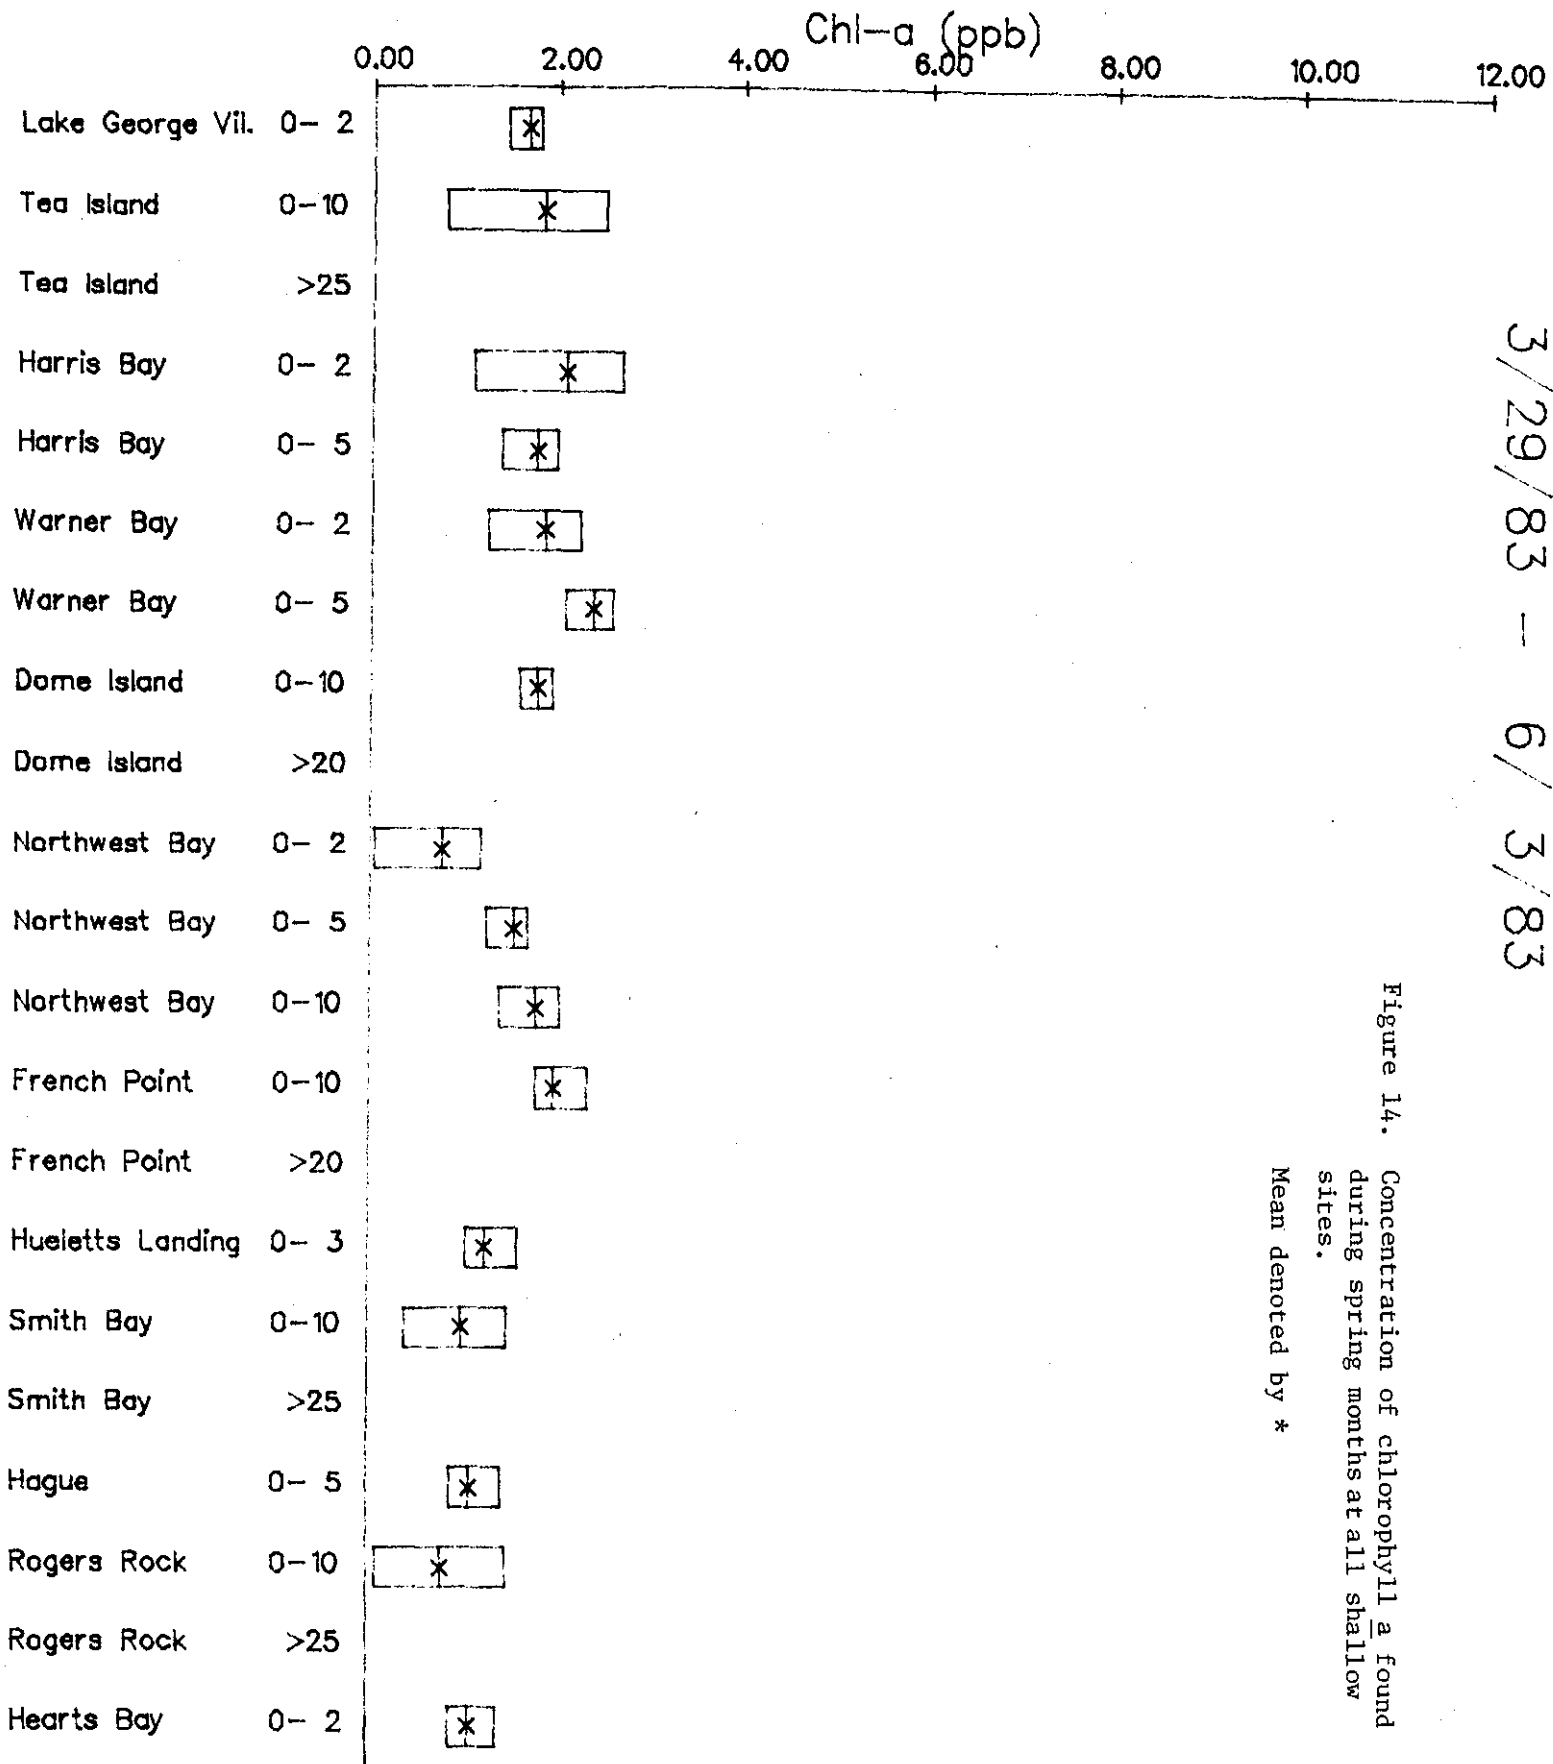 Chl-a (ppb)
0.00 2.00 4.00 6.00 8.00 10.00 12.00
Lake George Vil. 0- 2
Tea Island 0-10
Tea Island >25
Harris Bay 0- 2
Harris Bay 0- 5
Warner Bay 0- 2
Warner Bay 0- 5
Dome Island 0-10
Dome Island >20
Northwest Bay 0- 2
Northwest Bay 0- 5
Northwest Bay 0-10
French Point 0-10
French Point >20
Hueletts Landing 0- 3
Smith Bay 0-10
Smith Bay >25
Hague 0- 5
Rogers Rock 0-10
Rogers Rock >25
Hearts Bay 0- 2
3/29/83 - 6/ 3/83
Figure 14. Concentration of chlorophyll a found
during spring months at all shallow
sites.
Mean denoted by *